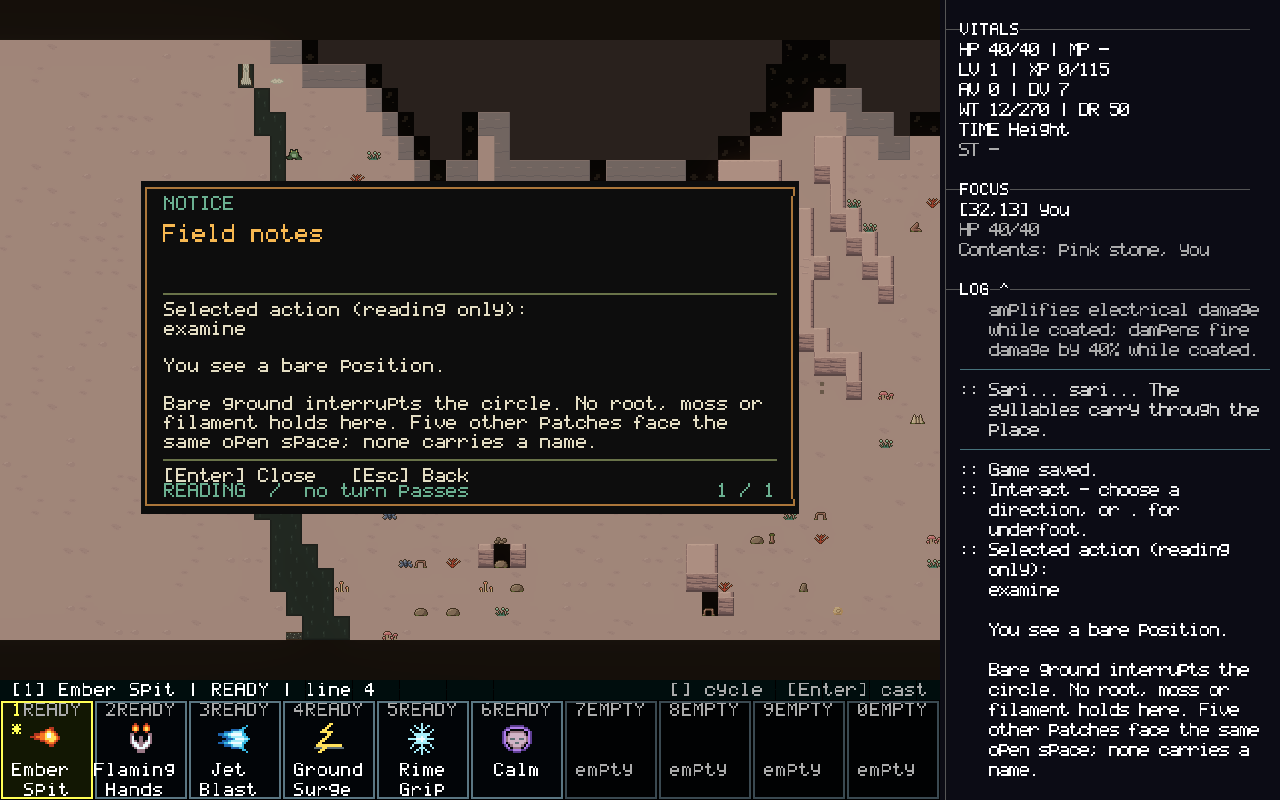 NOTICE
Field notes
Selected action (reading only):
examine
You see a bare Position.
Bare ground interrupts the circle. No root, moss or
filament holds here. Five other Patches face the
same open space; none carries a name.
[Enter] Close [Esc] Back
READING / no turn Passes 1 / 1
VITALS
HP 40/40 | MP -
LV 1 | XP 0/115
AV 0 | DV 7
WT 12/270 | DR 50
TIME Height
ST -
FOCUS
[32,13] You
HP 40/40
Contents: Pink stone, You
LOG ^
amplifies electrical damage
while coated; dampens fire
damage by 40% while coated.
:: Sari... sari... The
syllables carry through the
Place.
:: Game saved.
:: Interact - choose a
direction, or . for
underfoot.
:: Selected action (reading
only):
examine
You see a bare Position.
Bare ground interrupts the
circle. No root, moss or
filament holds here. Five
other Patches face the same
open space; none carries a
name.
[1] Ember Spit | READY | line 4 [] cycle [Enter] cast
1READY 2READY 3READY 4READY 5READY 6READY 7EMPTY 8EMPTY 9EMPTY 0EMPTY
*
Ember Flaming Jet Ground Rime Calm empty empty empty empty
Spit Hands Blast Surge Grip